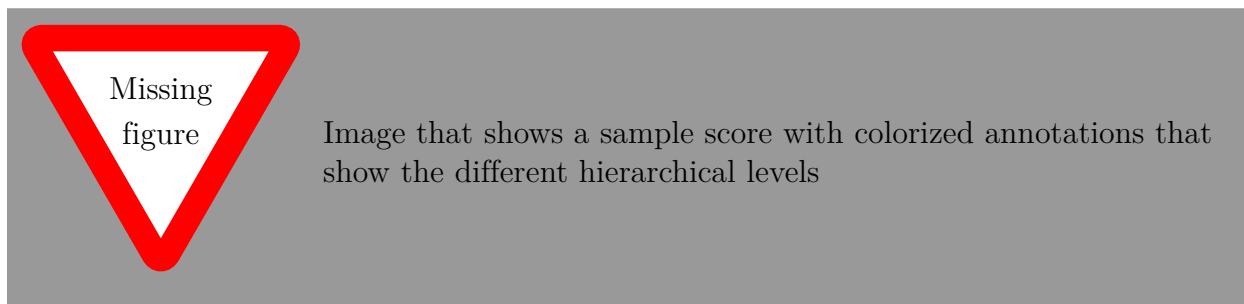 Missing
figure
Image that shows a sample score with colorized annotations that
show the different hierarchical levels